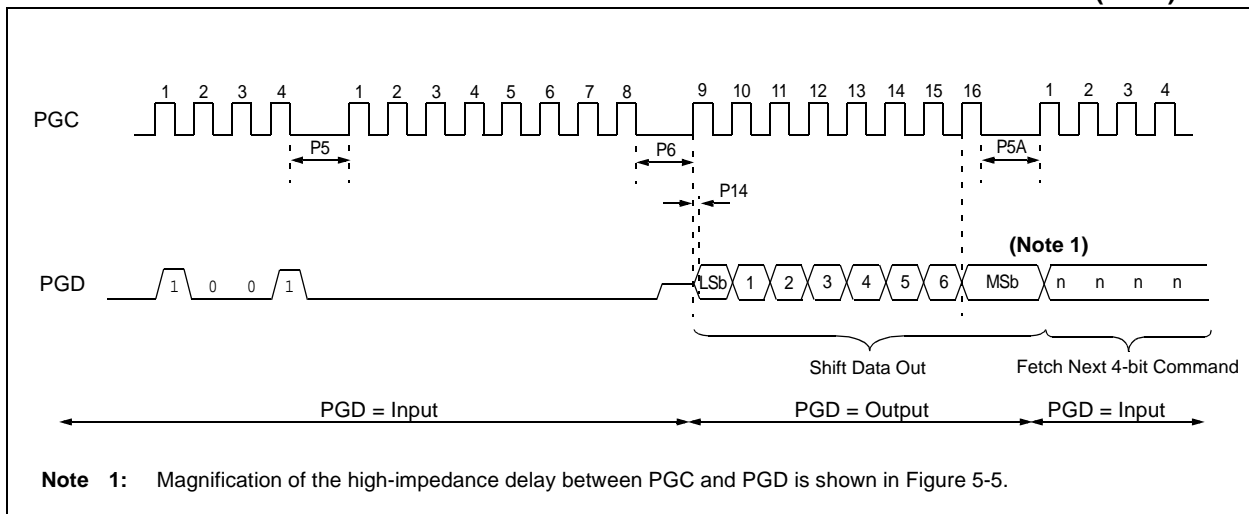 1 2 3 4 1 2 3 4 5 6 7 8 9 10 11 12 13 14 15 16 1 2 3 4
PGC
P5 P6 P5A
P14
(Note 1)
PGD 1 0 0 1 LSb 1 2 3 4 5 6 MSb n n n n
Shift Data Out Fetch Next 4-bit Command
PGD = Input PGD = Output PGD = Input
Note 1: Magnification of the high-impedance delay between PGC and PGD is shown in Figure 5-5.